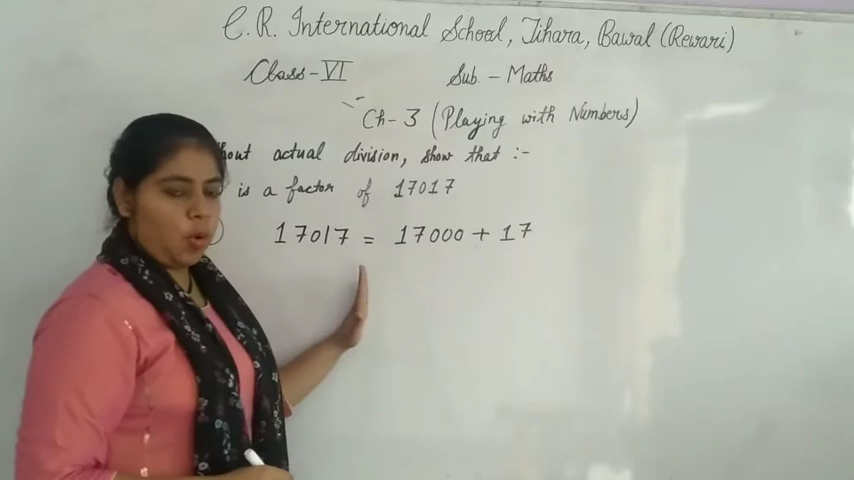 C.R. International School, Jihara, Bawal (Rewari)
Class-VI Sub. - Maths
Ch-3 (Playing with Numbers)
actual division, show that :-
is a factor of 17017
17017 = 17000 + 17